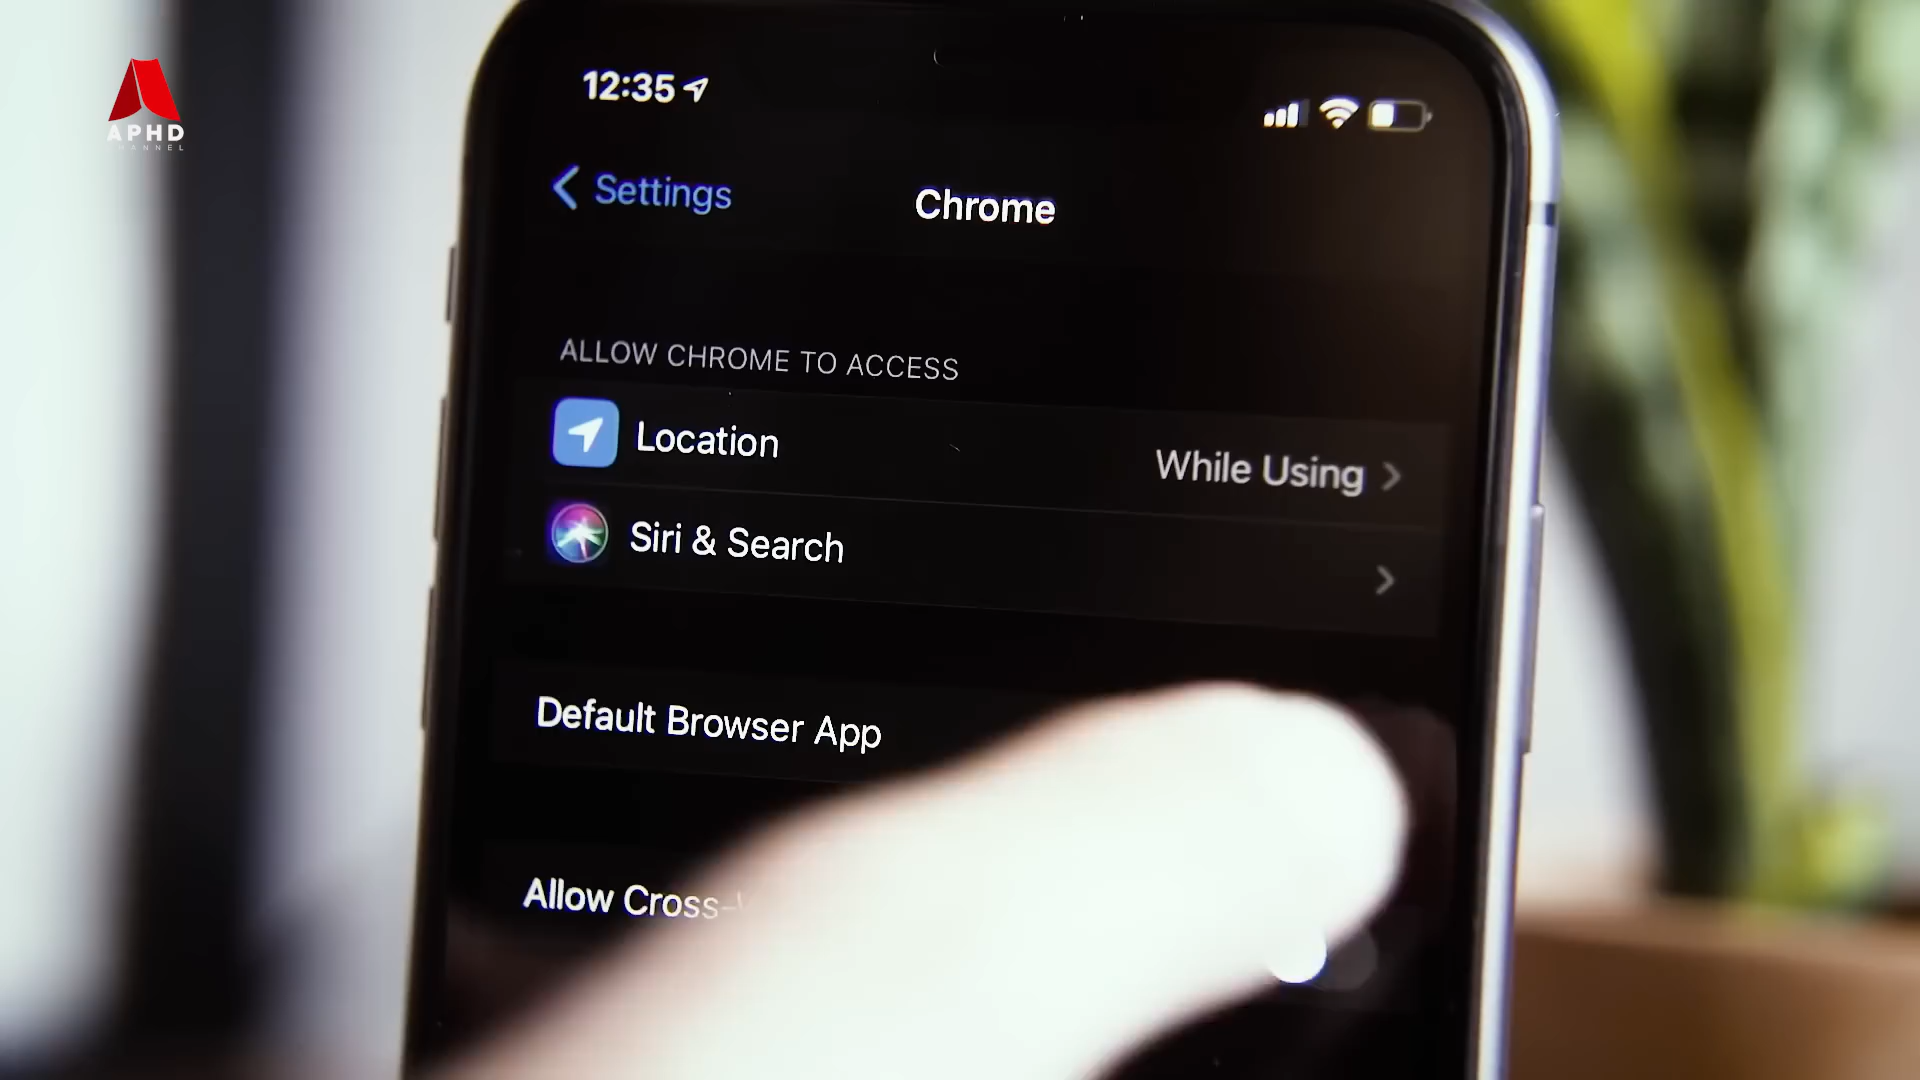 APHD
CHANNEL
12:35
Settings
Chrome
ALLOW CHROME TO ACCESS
Location
While Using
Siri & Search
Default Browser App
Allow Cross-